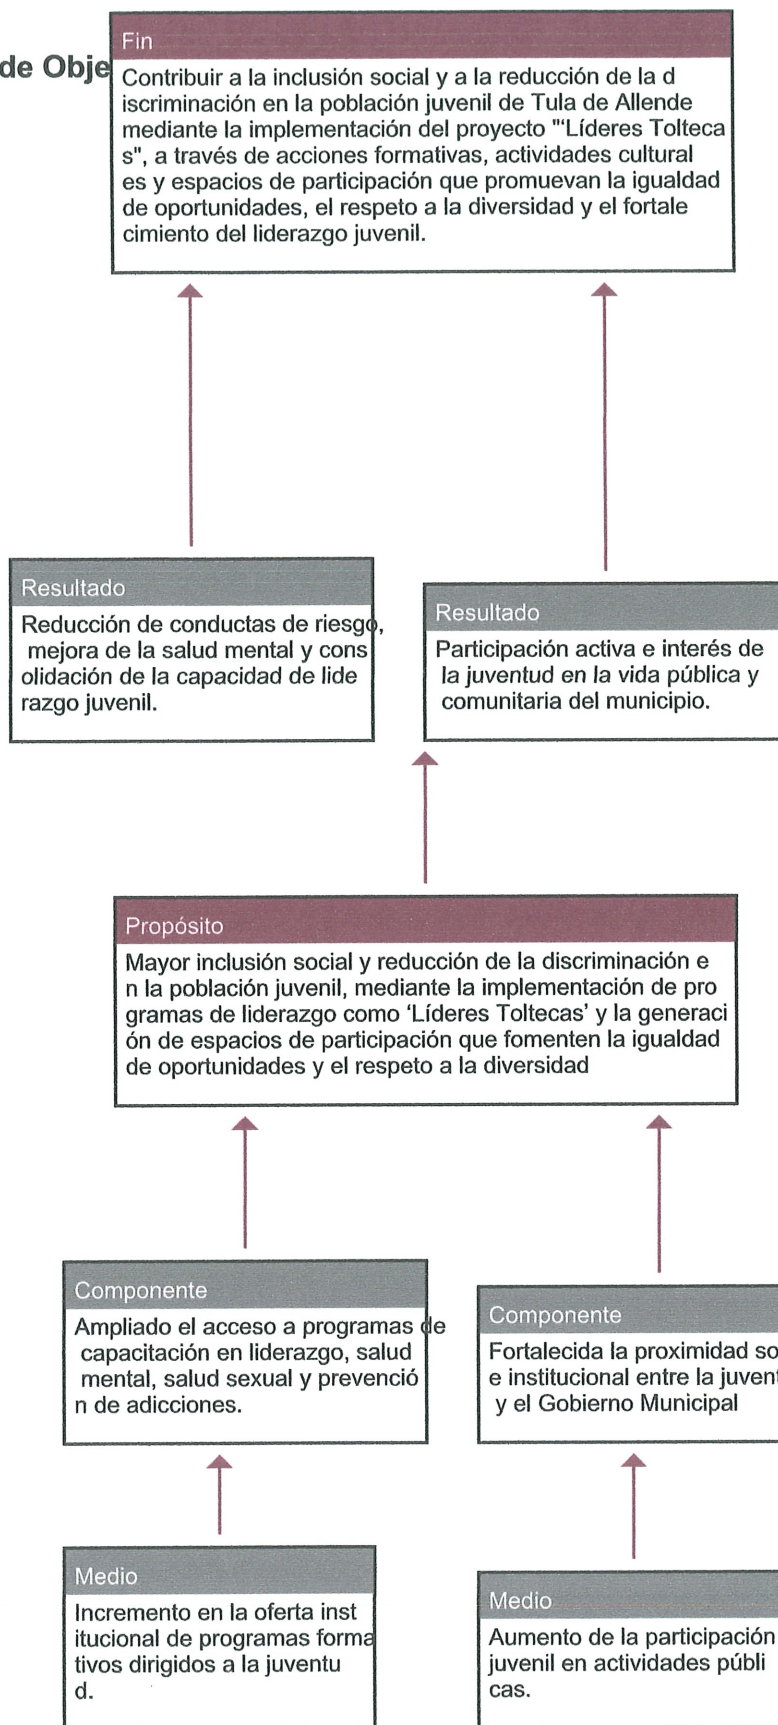 de Obje
Fin
Contribuir a la inclusión social y a la reducción de la d
iscriminación en la población juvenil de Tula de Allende
mediante la implementación del proyecto "'Líderes Tolteca
s", a través de acciones formativas, actividades cultural
es y espacios de participación que promuevan la igualdad
de oportunidades, el respeto a la diversidad y el fortale
cimiento del liderazgo juvenil.
Resultado
Reducción de conductas de riesgo,
mejora de la salud mental y cons
olidación de la capacidad de lide
razgo juvenil.
Resultado
Participación activa e interés de
la juventud en la vida pública y
comunitaria del municipio.
Propósito
Mayor inclusión social y reducción de la discriminación e
n la población juvenil, mediante la implementación de pro
gramas de liderazgo como 'Líderes Toltecas' y la generaci
ón de espacios de participación que fomenten la igualdad
de oportunidades y el respeto a la diversidad
Componente
Ampliado el acceso a programas de
capacitación en liderazgo, salud
mental, salud sexual y prevenció
n de adicciones.
Componente
Fortalecida la proximidad so
e institucional entre la juvent
y el Gobierno Municipal
Medio
Incremento en la oferta inst
itucional de programas forma
tivos dirigidos a la juventu
d.
Medio
Aumento de la participación
juvenil en actividades públi
cas.